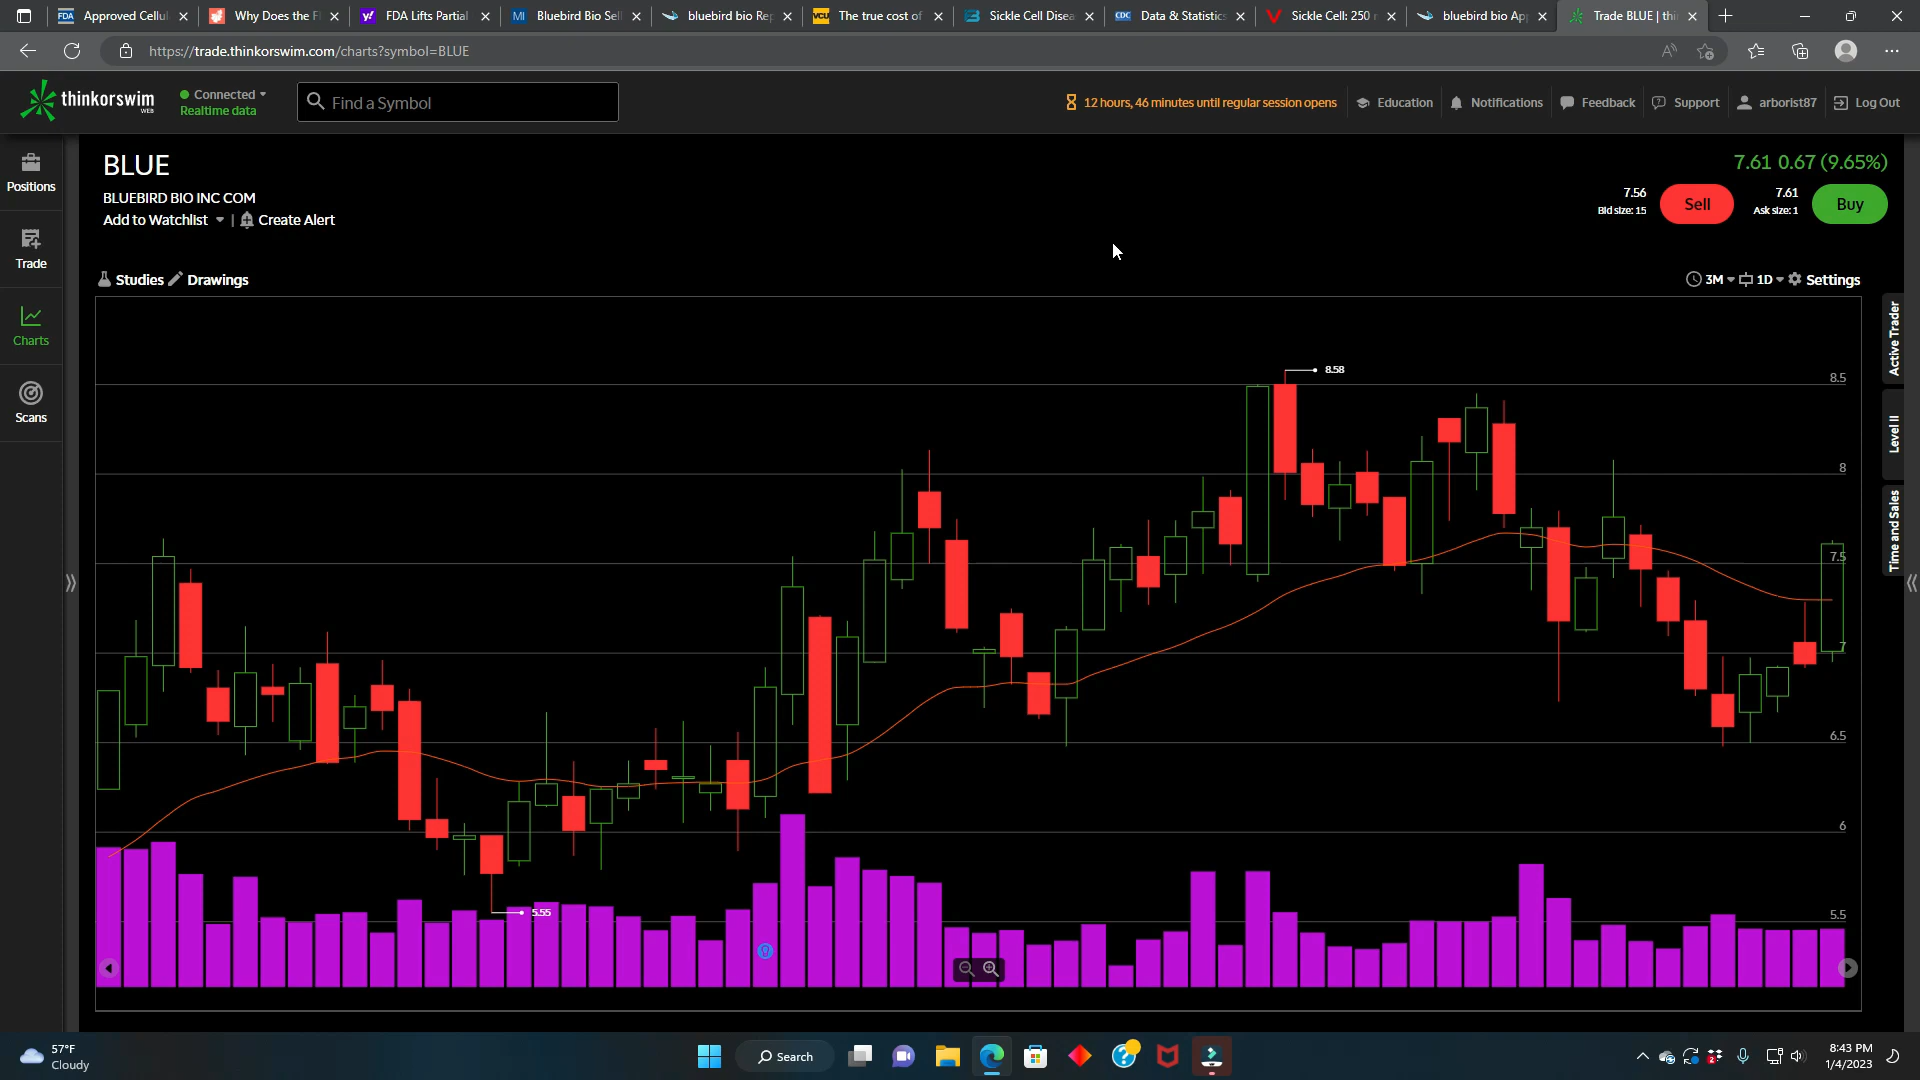 Approved Cellul
Why Does the F
FDA Lifts Partial
Bluebird Bio Sel
bluebird bio Rep
The true cost of
Sickle Cell Disea
Data & Statistics
Sickle Cell: 250
bluebird bio App
Trade BLUE | thi
https://trade.thinkorswim.com/charts?symbol=BLUE
thinkorswim
WEB
Connected
Realtime data
Find a Symbol
12 hours, 46 minutes until regular session opens
Education
Notifications
Feedback
Support
arborist87
Log Out
Positions
Trade
Charts
Scans
BLUE
BLUEBIRD BIO INC COM
Add to Watchlist | Create Alert
7.61 0.67 (9.65%)
7.56
Bid size: 15
Sell
7.61
Ask size: 1
Buy
Studies Drawings
3M 1D Settings
Active Trader
Level II
Time and Sales
8.58
8.5
8
7.5
7
6.5
6
5.55
5.5
57°F
Cloudy
Search
8:43 PM
1/4/2023